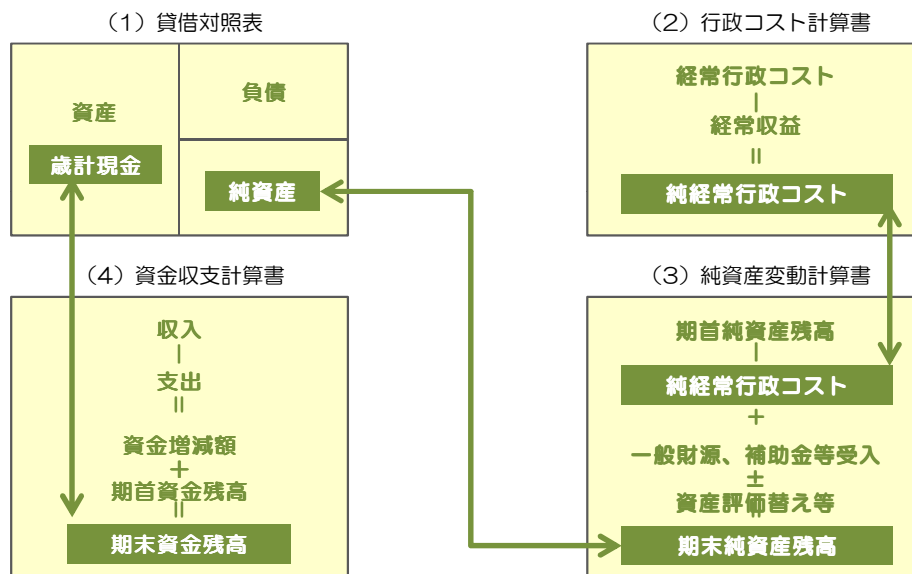 （1）貸借対照表
資産
歳計現金
負債
純資産
（2）行政コスト計算書
経常行政コスト
－
経常収益
＝
純経常行政コスト
（4）資金収支計算書
収入
－
支出
＝
資金増減額
＋
期首資金残高
＝
期末資金残高
（3）純資産変動計算書
期首純資産残高
－
純経常行政コスト
＋
一般財源、補助金等受入
±
資産評価替え等
＝
期末純資産残高